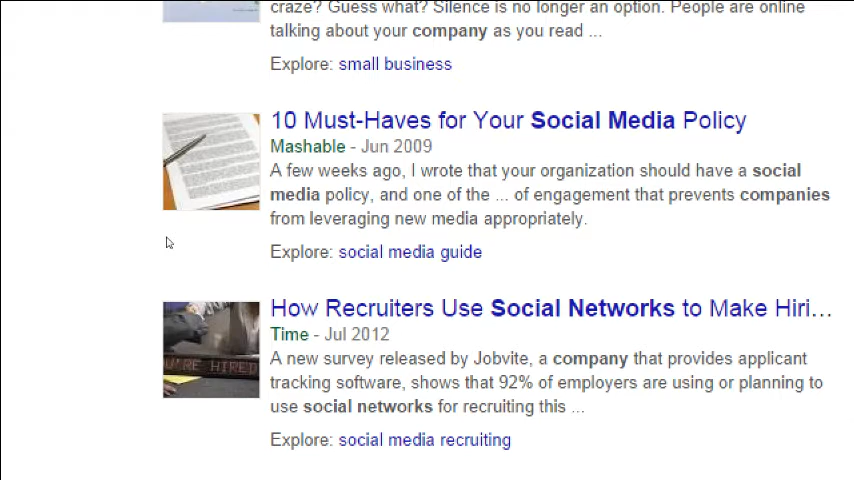 craze? Guess what? Silence is no longer an option. People are online
talking about your company as you read ...
Explore: small business
10 Must-Haves for Your Social Media Policy
Mashable - Jun 2009
A few weeks ago, I wrote that your organization should have a social
media policy, and one of the ... of engagement that prevents companies
from leveraging new media appropriately.
Explore: social media guide
How Recruiters Use Social Networks to Make Hiri...
Time - Jul 2012
U'RE HIRED
A new survey released by Jobvite, a company that provides applicant
tracking software, shows that 92% of employers are using or planning to
use social networks for recruiting this ...
Explore: social media recruiting